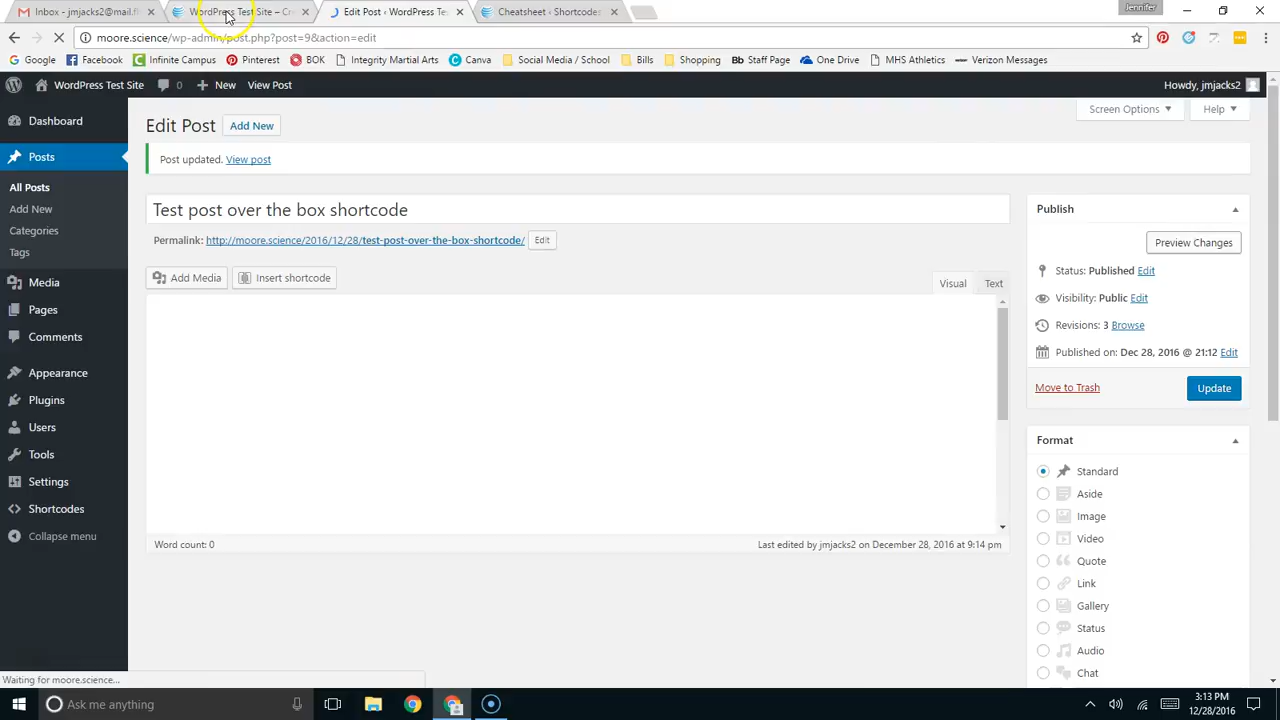 Inbox - jmjacks2@mail.fh
WordPress Test Site – Cre
Edit Post ‹ WordPress Te
Cheatsheet ‹ Shortcodes
Jennifer
moore.science/wp-admin/post.php?post=9&action=edit
Google
Facebook
Infinite Campus
Pinterest
BOK
Integrity Martial Arts
Canva
Social Media / School
Bills
Shopping
Bb Staff Page
One Drive
MHS Athletics
Verizon Messages
WordPress Test Site
0
New
View Post
Howdy, jmjacks2
Dashboard
Posts
All Posts
Add New
Categories
Tags
Media
Pages
Comments
Appearance
Plugins
Users
Tools
Settings
Shortcodes
Collapse menu
Screen Options
Help
Edit Post
Add New
Post updated. View post
Test post over the box shortcode
Permalink: http://moore.science/2016/12/28/test-post-over-the-box-shortcode/ Edit
Add Media
Insert shortcode
Visual
Text
Word count: 0
Last edited by jmjacks2 on December 28, 2016 at 9:14 pm
Publish
Preview Changes
Status: Published Edit
Visibility: Public Edit
Revisions: 3 Browse
Published on: Dec 28, 2016 @ 21:12 Edit
Move to Trash
Update
Format
Standard
Aside
Image
Video
Quote
Link
Gallery
Status
Audio
Chat
Waiting for moore.science...
Ask me anything
3:13 PM
12/28/2016